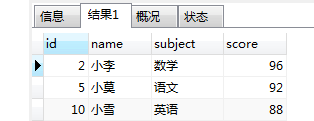 信息 结果1 概况 状态
id name subject score
2 小李 数学 96
5 小莫 语文 92
10 小雪 英语 88